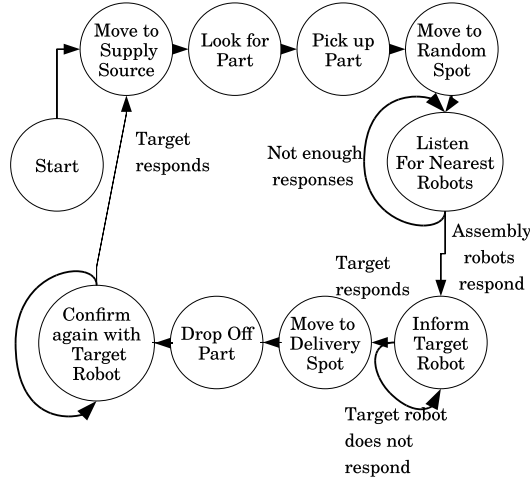 Move to
Supply
Source
Look for
Part
Pick up
Part
Move to
Random
Spot
Start
Target
responds
Not enough
responses
Listen
For Nearest
Robots
Assembly
robots
respond
Target
responds
Confirm
again with
Target
Robot
Drop Off
Part
Move to
Delivery
Spot
Inform
Target
Robot
Target robot
does not
respond